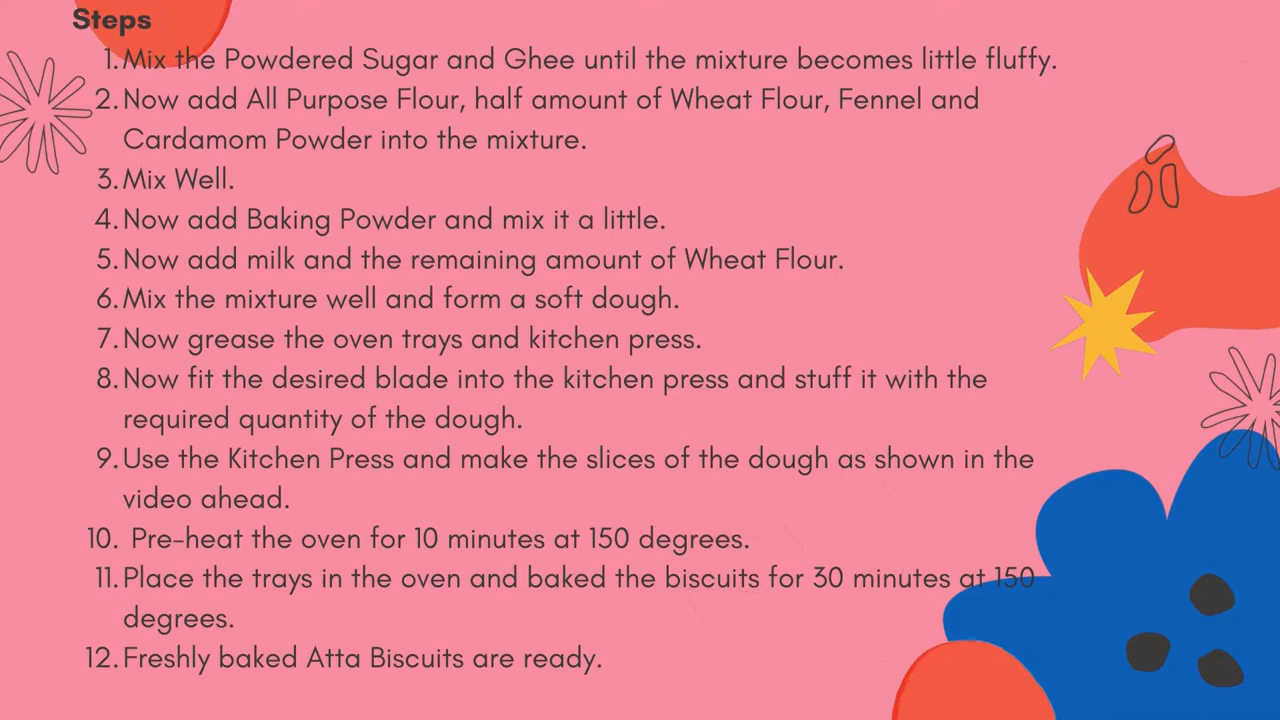 Steps
1. Mix the Powdered Sugar and Ghee until the mixture becomes little fluffy.
2. Now add All Purpose Flour, half amount of Wheat Flour, Fennel and
Cardamom Powder into the mixture.
3. Mix Well.
4. Now add Baking Powder and mix it a little.
5. Now add milk and the remaining amount of Wheat Flour.
6. Mix the mixture well and form a soft dough.
7. Now grease the oven trays and kitchen press.
8. Now fit the desired blade into the kitchen press and stuff it with the
required quantity of the dough.
9. Use the Kitchen Press and make the slices of the dough as shown in the
video ahead.
10. Pre-heat the oven for 10 minutes at 150 degrees.
11. Place the trays in the oven and baked the biscuits for 30 minutes at 150
degrees.
12. Freshly baked Atta Biscuits are ready.